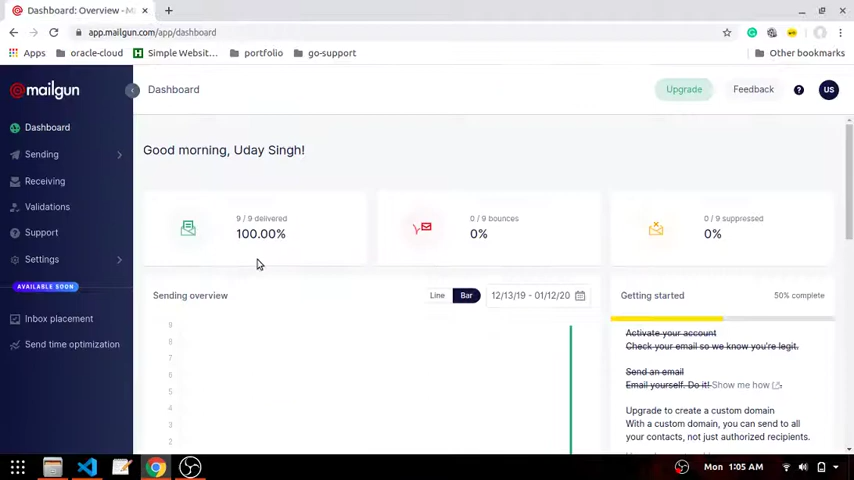 Dashboard: Overview - M
app.mailgun.com/app/dashboard
Apps
oracle-cloud
Simple Websit...
portfolio
go-support
Other bookmarks
mailgun
Dashboard
Upgrade
Feedback
?
US
Dashboard
Sending
Receiving
Validations
Support
Settings
AVAILABLE SOON
Inbox placement
Send time optimization
Good morning, Uday Singh!
9 / 9 delivered
100.00%
0 / 9 bounces
0%
0 / 9 suppressed
0%
Sending overview
Line
Bar
12/13/19 - 01/12/20
9
8
7
6
5
4
3
2
Getting started
50% complete
Activate your account
Check your email so we know you're legit.
Send an email
Email yourself. Do it! Show me how
Upgrade to create a custom domain
With a custom domain, you can send to all
your contacts, not just authorized recipients.
Mon 1:05 AM